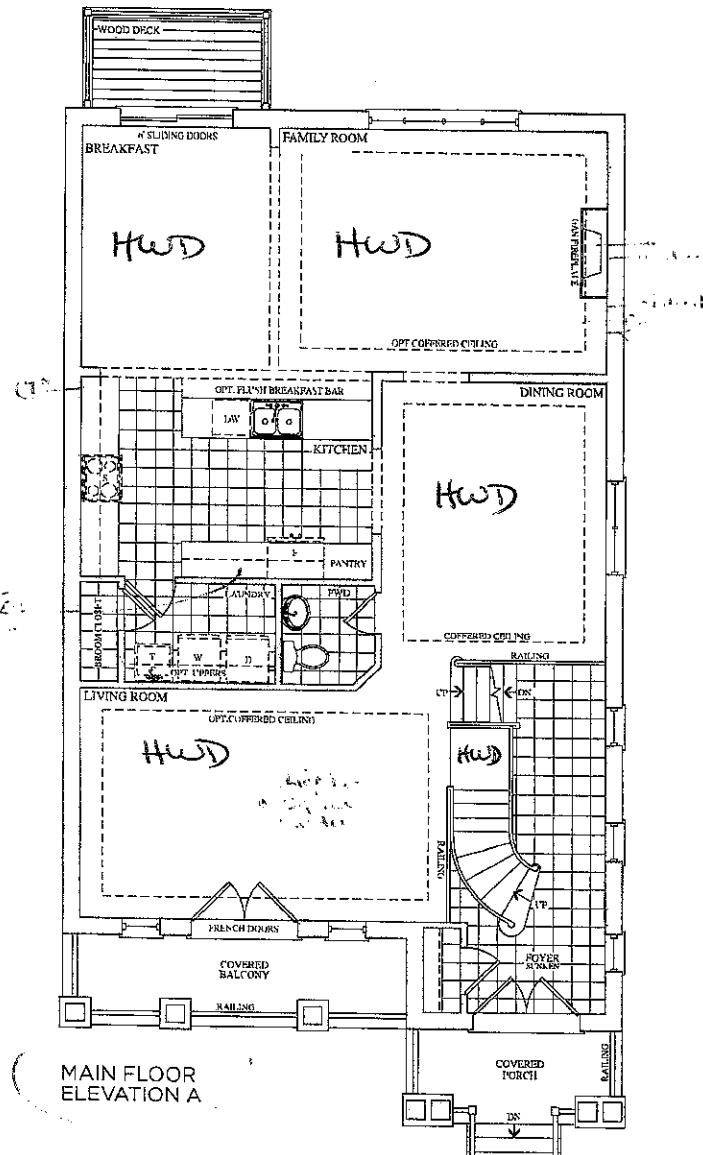 WOOD DECK
6' SLIDING DOORS
BREAKFAST
FAMILY ROOM
HWD
HWD
GAS FIREPLACE
OPT COFFERED CEILING
OPT. FLUSH BREAKFAST BAR
DINING ROOM
DW
KITCHEN
HWD
PANTRY
LAUNDRY
PWD
BROOM CLOSET
W
D
OPT UPPERS
COFFERED CEILING
RAILING
UP
DN
LIVING ROOM
OPT. COFFERED CEILING
HWD
HWD
RAILING
UP
FRENCH DOORS
FOYER
SUNKEN
COVERED
BALCONY
RAILING
MAIN FLOOR
ELEVATION A
COVERED
PORCH
RAILING
DN